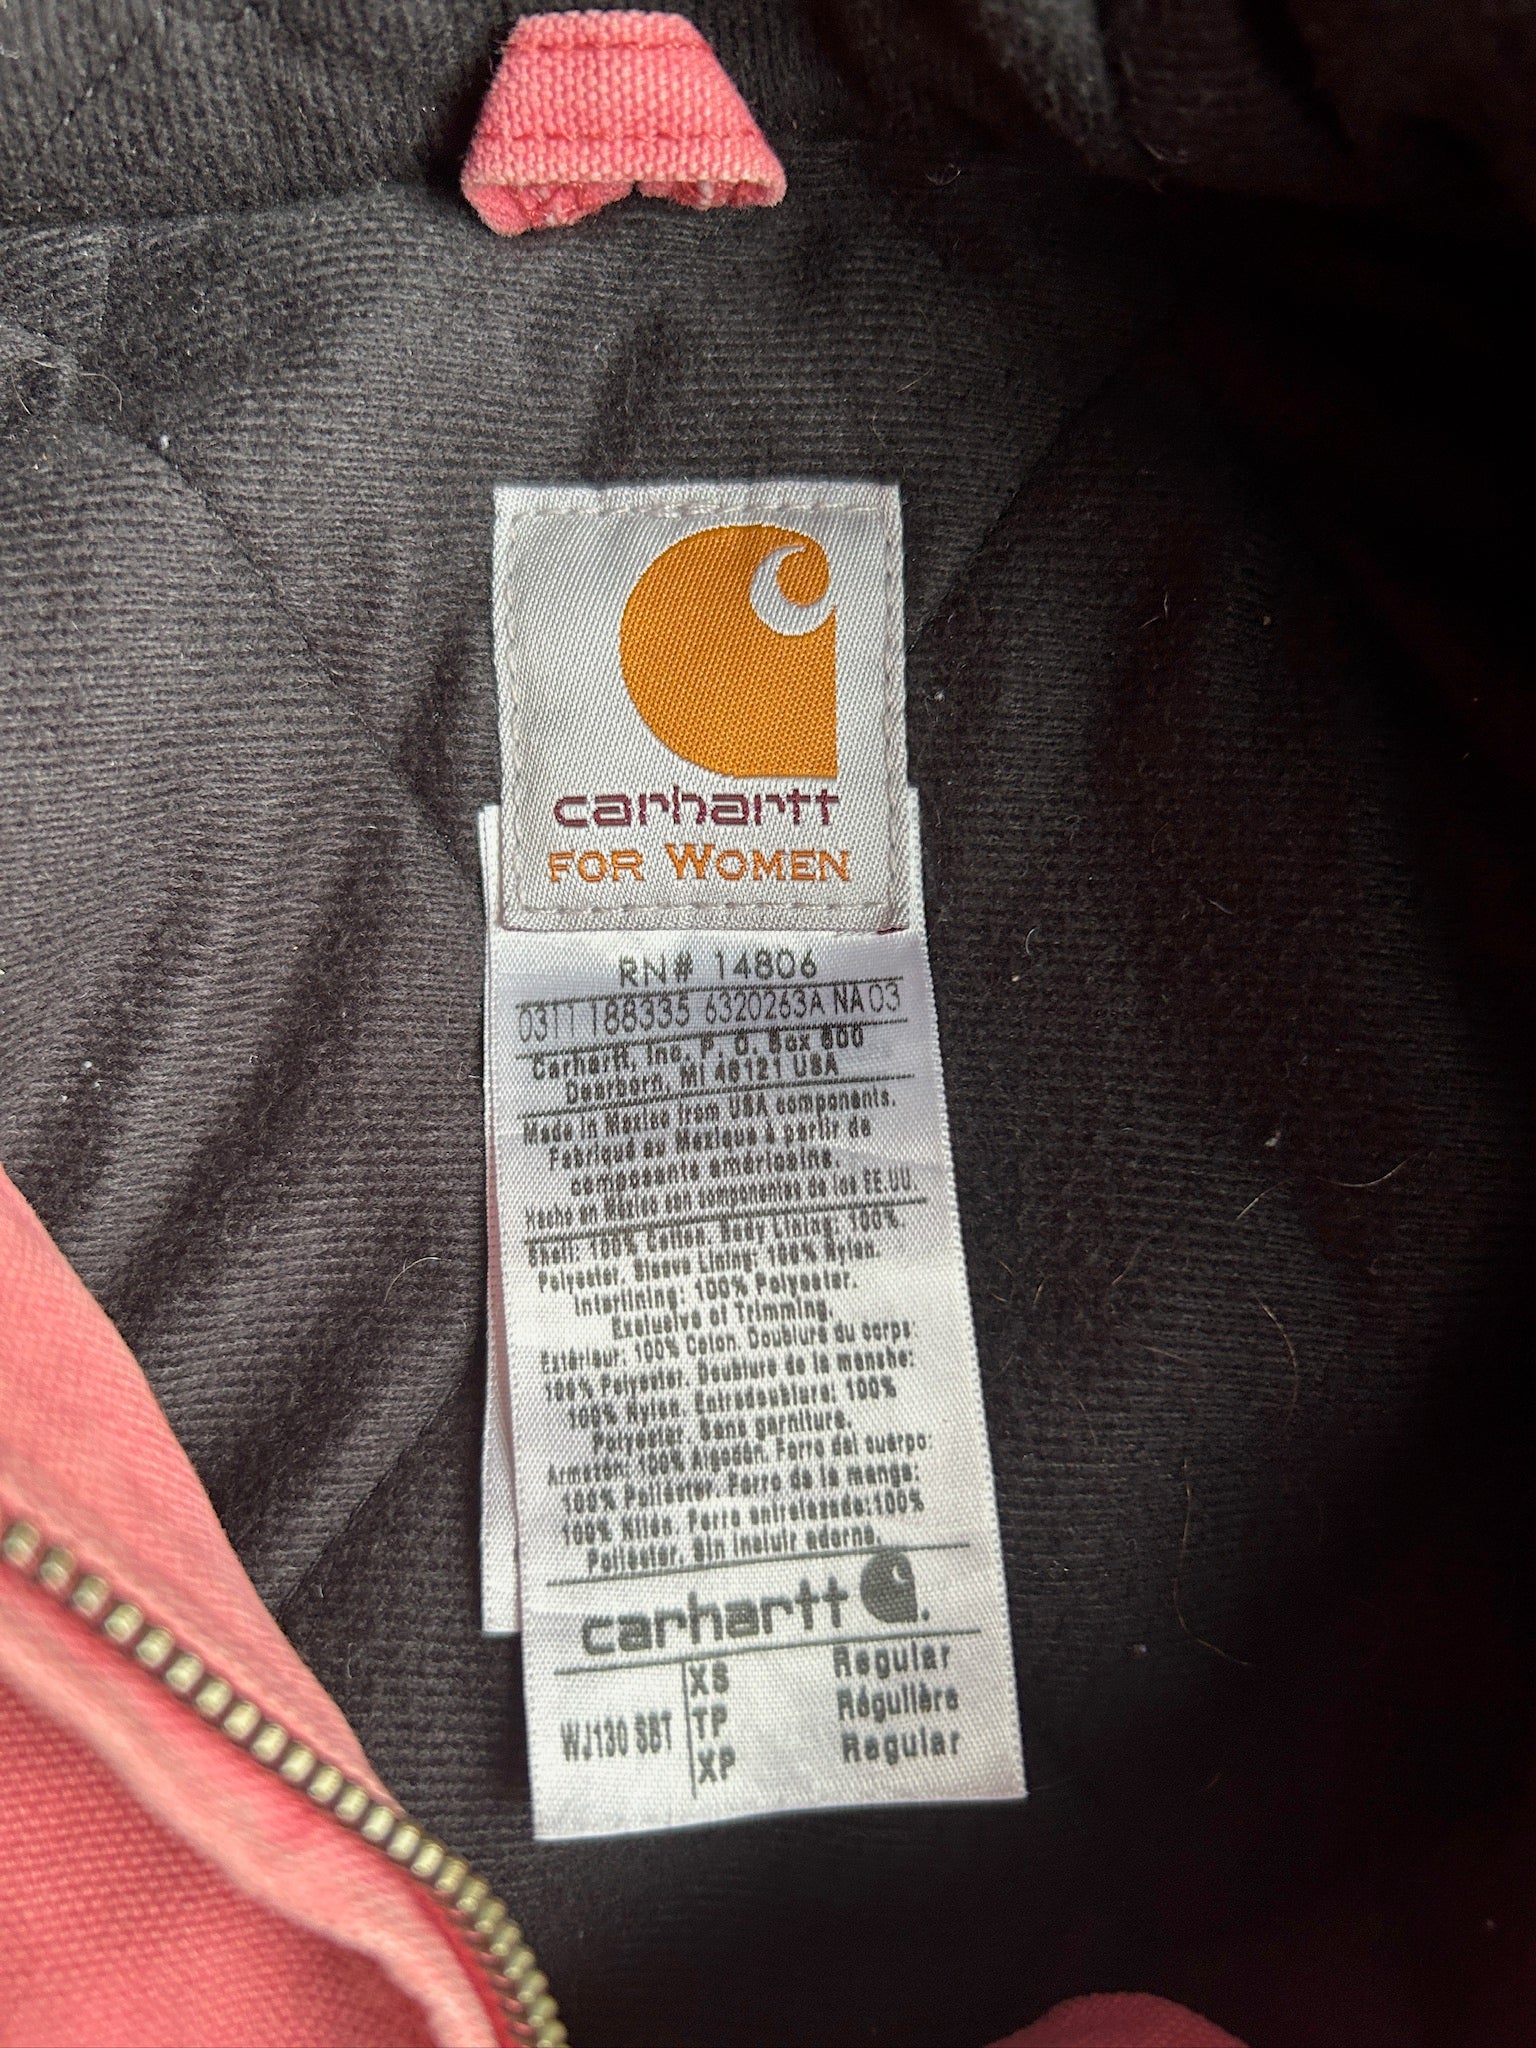 carhartt
FOR WOMEN
RN# 14806
0311 188335 6320263A NA 03
Carhartt, Inc. P. O. Box 600
Dearborn, MI 48121 USA
Made in Mexico from USA components.
Fabriqué au Mexique à partir de
composants américains.
Hecho en México con componentes de los EE.UU.
Shell: 100% Cotton. Body Lining: 100%
Polyester. Sleeve Lining: 100% Nylon.
Interlining: 100% Polyester.
Exclusive of Trimming.
Extérieur: 100% Coton. Doublure du corps:
100% Polyester. Doublure de la manche:
100% Nylon. Entredoublure: 100%
Polyester. Sans garniture.
Armazon: 100% Algodón. Forro del cuerpo:
100% Poliéster. Forro de la manga:
100% Nilón. Forro entrelazado:100%
Poliéster. Sin incluir adorno.
carhartt
WJ130 SBT
XS Regular
TP Régulière
XP Regular